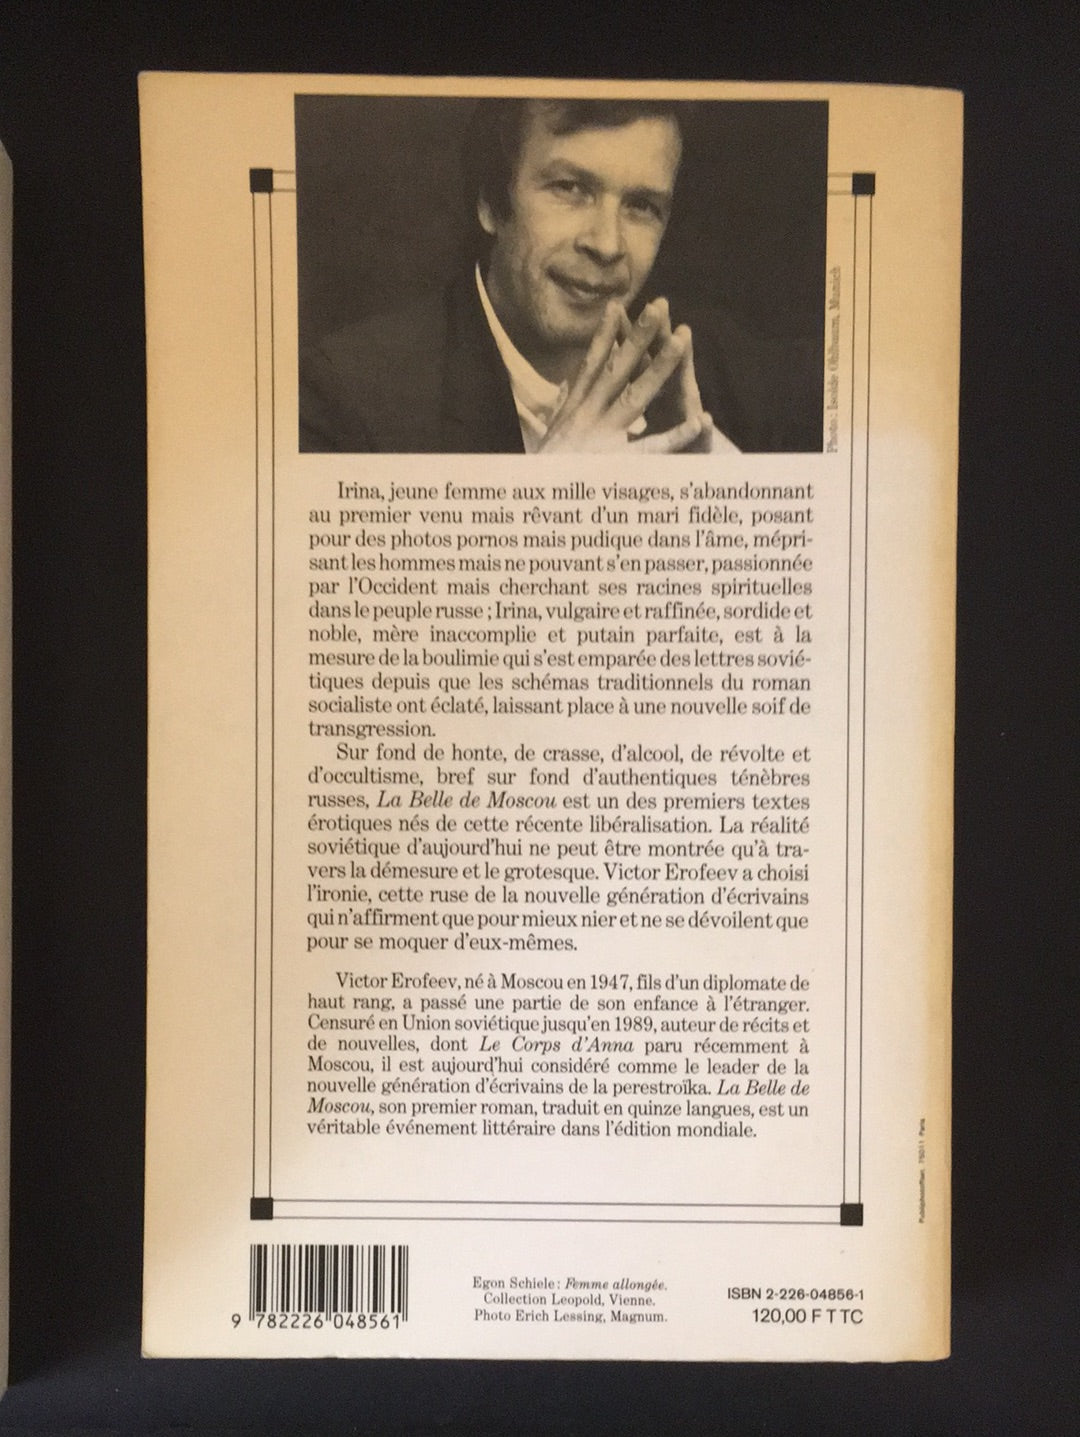 Photo : Isolde Ohlbaum, Munich
Irina, jeune femme aux mille visages, s'abandonnant
au premier venu mais rêvant d'un mari fidèle, posant
pour des photos pornos mais pudique dans l'âme, mépri-
sant les hommes mais ne pouvant s'en passer, passionnée
par l'Occident mais cherchant ses racines spirituelles
dans le peuple russe ; Irina, vulgaire et raffinée, sordide et
noble, mère inaccomplie et putain parfaite, est à la
mesure de la boulimie qui s'est emparée des lettres sovié-
tiques depuis que les schémas traditionnels du roman
socialiste ont éclaté, laissant place à une nouvelle soif de
transgression.
Sur fond de honte, de crasse, d'alcool, de révolte et
d'occultisme, bref sur fond d'authentiques ténèbres
russes, La Belle de Moscou est un des premiers textes
érotiques nés de cette récente libéralisation. La réalité
soviétique d'aujourd'hui ne peut être montrée qu'à tra-
vers la démesure et le grotesque. Victor Erofeev a choisi
l'ironie, cette ruse de la nouvelle génération d'écrivains
qui n'affirment que pour mieux nier et ne se dévoilent que
pour se moquer d'eux-mêmes.
Victor Erofeev, né à Moscou en 1947, fils d'un diplomate de
haut rang, a passé une partie de son enfance à l'étranger.
Censuré en Union soviétique jusqu'en 1989, auteur de récits et
de nouvelles, dont Le Corps d'Anna paru récemment à
Moscou, il est aujourd'hui considéré comme le leader de la
nouvelle génération d'écrivains de la perestroïka. La Belle de
Moscou, son premier roman, traduit en quinze langues, est un
véritable événement littéraire dans l'édition mondiale.
75011 Paris
9 782226 048561
Egon Schiele : Femme allongée.
Collection Leopold, Vienne.
Photo Erich Lessing, Magnum.
ISBN 2-226-04856-1
120,00 F TTC